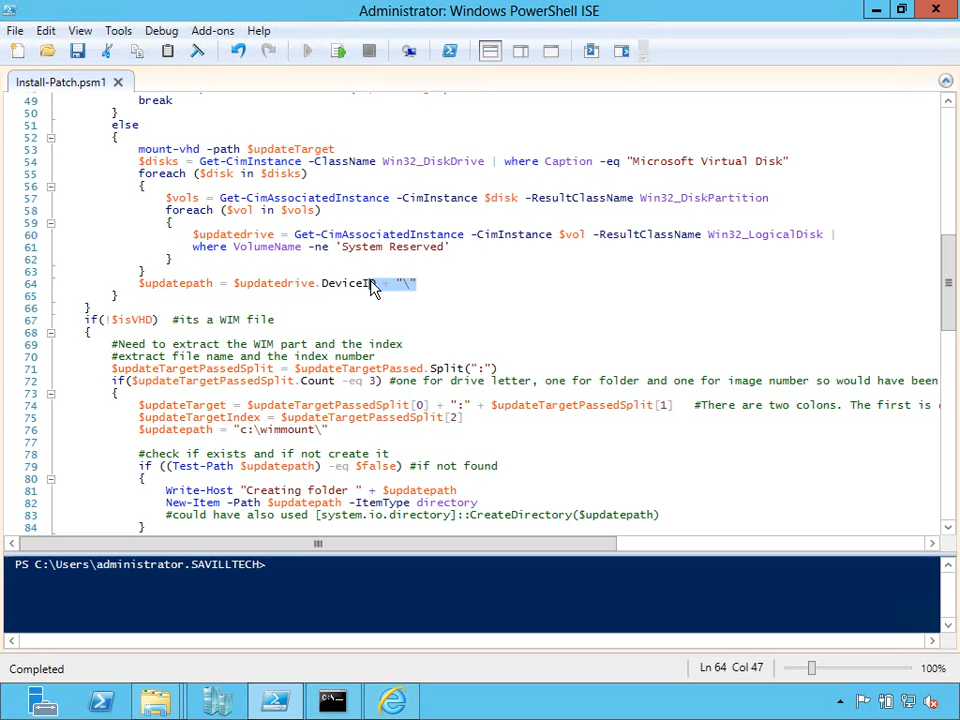 Administrator: Windows PowerShell ISE
File Edit View Tools Debug Add-ons Help
Install-Patch.psm1
49 break
50 }
51 else
52 {
53 mount-vhd -path $updateTarget
54 $disks = Get-CimInstance -ClassName Win32_DiskDrive | where Caption -eq "Microsoft Virtual Disk"
55 foreach ($disk in $disks)
56 {
57 $vols = Get-CimAssociatedInstance -CimInstance $disk -ResultClassName Win32_DiskPartition
58 foreach ($vol in $vols)
59 {
60 $updatedrive = Get-CimAssociatedInstance -CimInstance $vol -ResultClassName Win32_LogicalDisk |
61 where VolumeName -ne 'System Reserved'
62 }
63 }
64 $updatepath = $updatedrive.DeviceID + "\"
65 }
66 }
67 if(!$isVHD) #its a WIM file
68 {
69 #Need to extract the WIM part and the index
70 #extract file name and the index number
71 $updateTargetPassedSplit = $updateTargetPassed.Split(":")
72 if($updateTargetPassedSplit.Count -eq 3) #one for drive letter, one for folder and one for image number so would have been
73 {
74 $updateTarget = $updateTargetPassedSplit[0] + ":" + $updateTargetPassedSplit[1] #There are two colons. The first is
75 $updateTargetIndex = $updateTargetPassedSplit[2]
76 $updatepath = "c:\wimmount\"
77
78 #check if exists and if not create it
79 if ((Test-Path $updatepath) -eq $false) #if not found
80 {
81 Write-Host "Creating folder " + $updatepath
82 New-Item -Path $updatepath -ItemType directory
83 #could have also used [system.io.directory]::CreateDirectory($updatepath)
84 }
PS C:\Users\administrator.SAVILLTECH>
Completed Ln 64 Col 47 100%